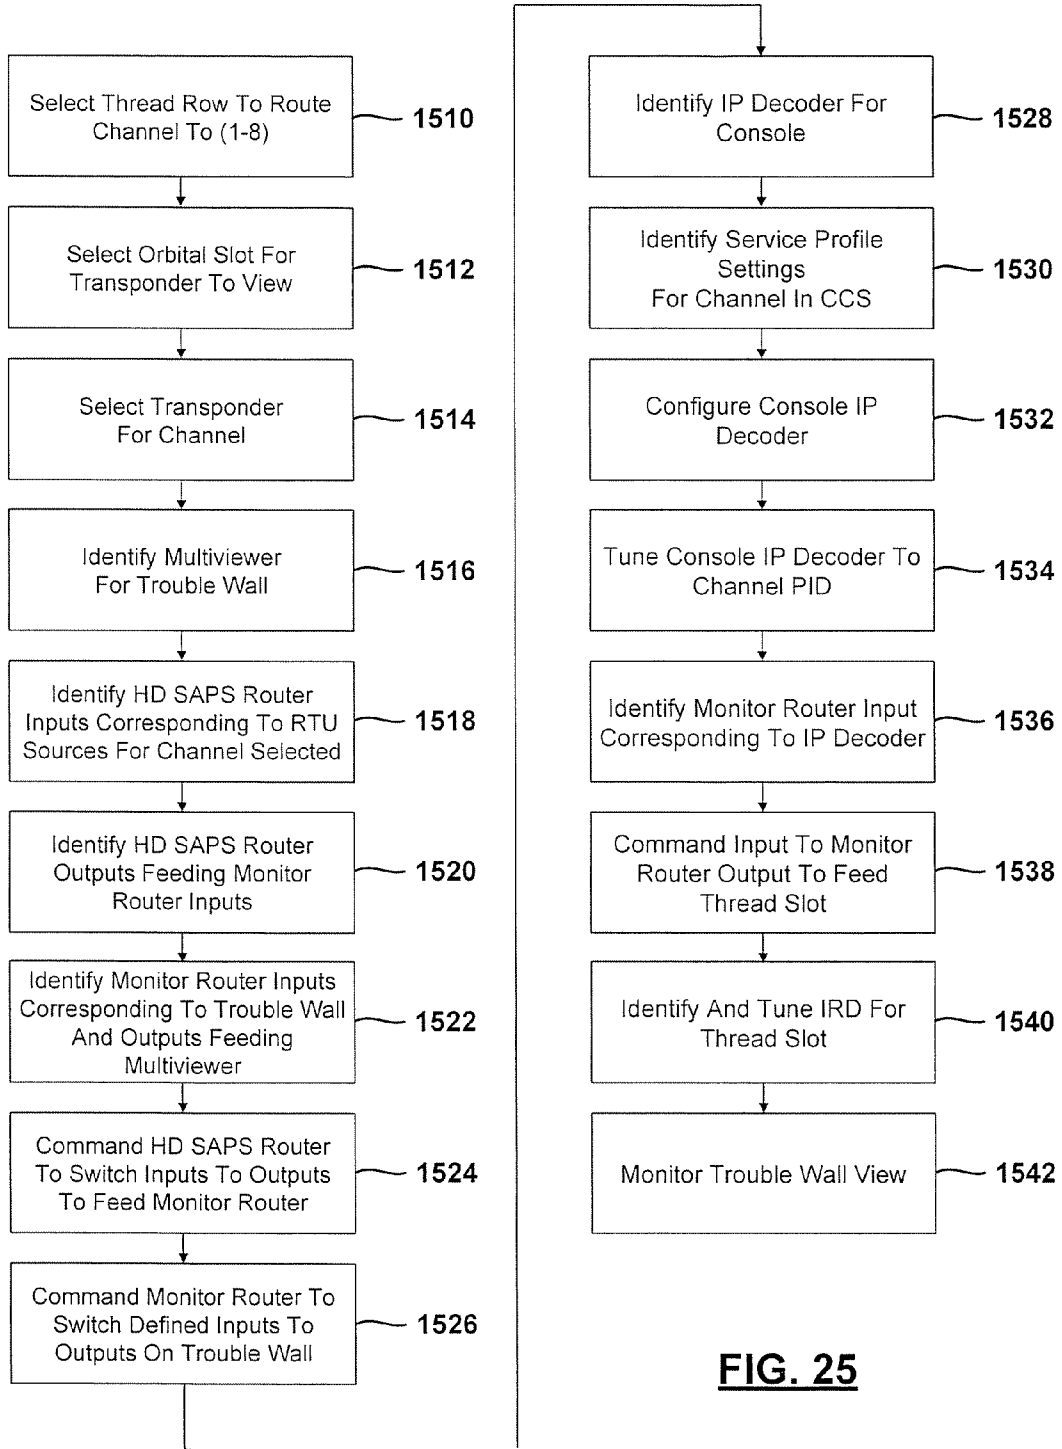 Select Thread Row To Route
Channel To (1-8)
1510
Select Orbital Slot For
Transponder To View
1512
Select Transponder
For Channel
1514
Identify Multiviewer
For Trouble Wall
1516
Identify HD SAPS Router
Inputs Corresponding To RTU
Sources For Channel Selected
1518
Identify HD SAPS Router
Outputs Feeding Monitor
Router Inputs
1520
Identify Monitor Router Inputs
Corresponding To Trouble Wall
And Outputs Feeding
Multiviewer
1522
Command HD SAPS Router
To Switch Inputs To Outputs
To Feed Monitor Router
1524
Command Monitor Router To
Switch Defined Inputs To
Outputs On Trouble Wall
1526
Identify IP Decoder For
Console
1528
Identify Service Profile
Settings
For Channel In CCS
1530
Configure Console IP
Decoder
1532
Tune Console IP Decoder To
Channel PID
1534
Identify Monitor Router Input
Corresponding To IP Decoder
1536
Command Input To Monitor
Router Output To Feed
Thread Slot
1538
Identify And Tune IRD For
Thread Slot
1540
Monitor Trouble Wall View
1542
FIG. 25